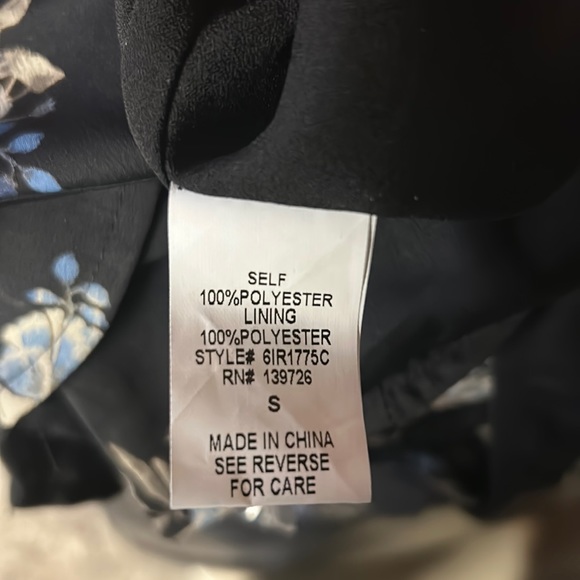 SELF
100%POLYESTER
LINING
100%POLYESTER
STYLE# 6IR1775C
RN# 139726
S
MADE IN CHINA
SEE REVERSE
FOR CARE